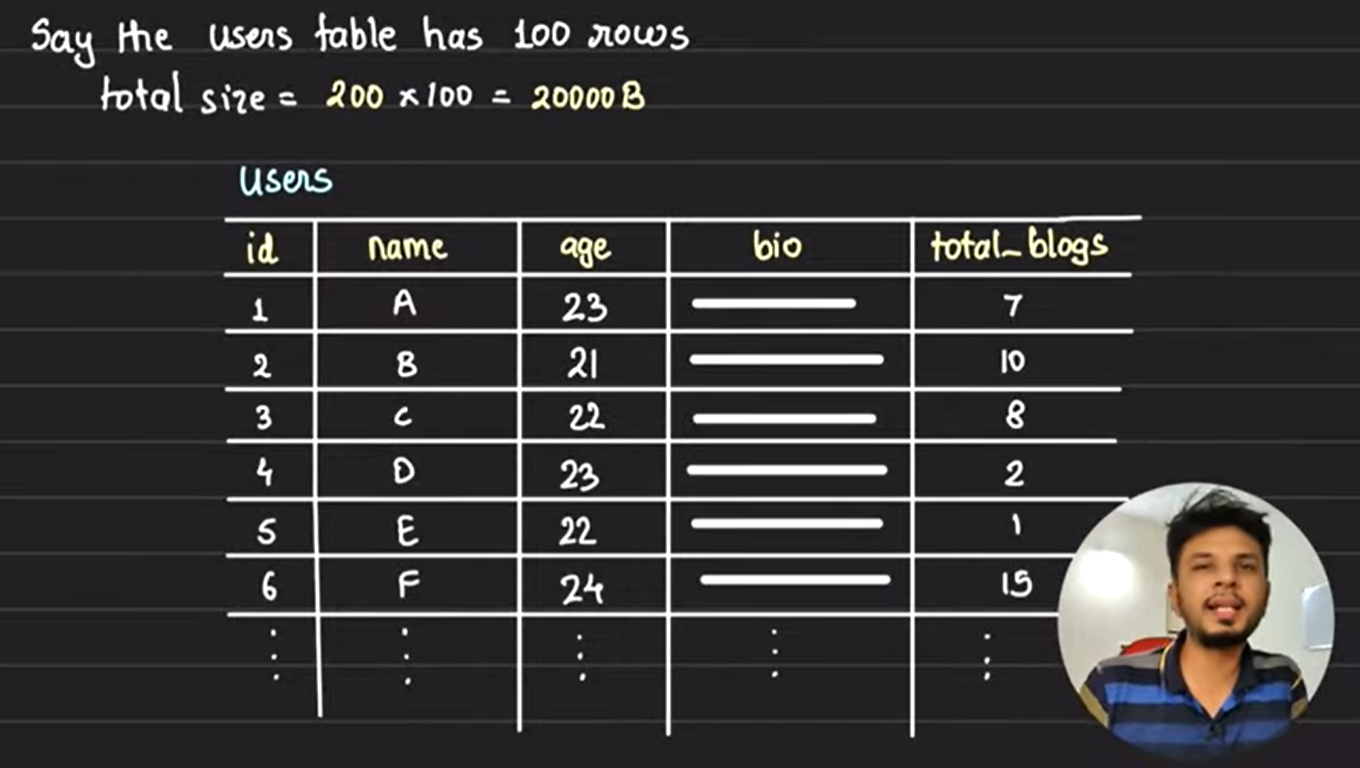 Say the users table has 100 rows
total size = 200 × 100 = 20000 B
Users
id name age bio total_blogs
1 A 23 7
2 B 21 10
3 C 22 8
4 D 23 2
5 E 22 1
6 F 24 15